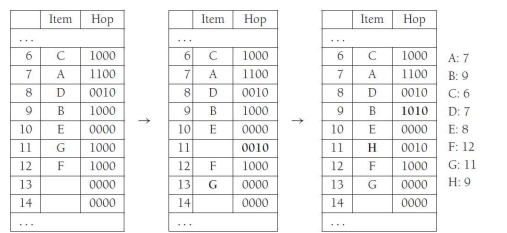 Item Hop → Item Hop → Item Hop
... ... ...
6 C 1000 6 C 1000 6 C 1000 A: 7
7 A 1100 7 A 1100 7 A 1100 B: 9
8 D 0010 8 D 0010 8 D 0010 C: 6
9 B 1000 9 B 1000 9 B 1010 D: 7
10 E 0000 10 E 0000 10 E 0000 E: 8
11 G 1000 11 0010 11 H 0010 F: 12
12 F 1000 12 F 1000 12 F 1000 G: 11
13 0000 13 G 0000 13 G 0000 H: 9
14 0000 14 0000 14 0000
... ... ...